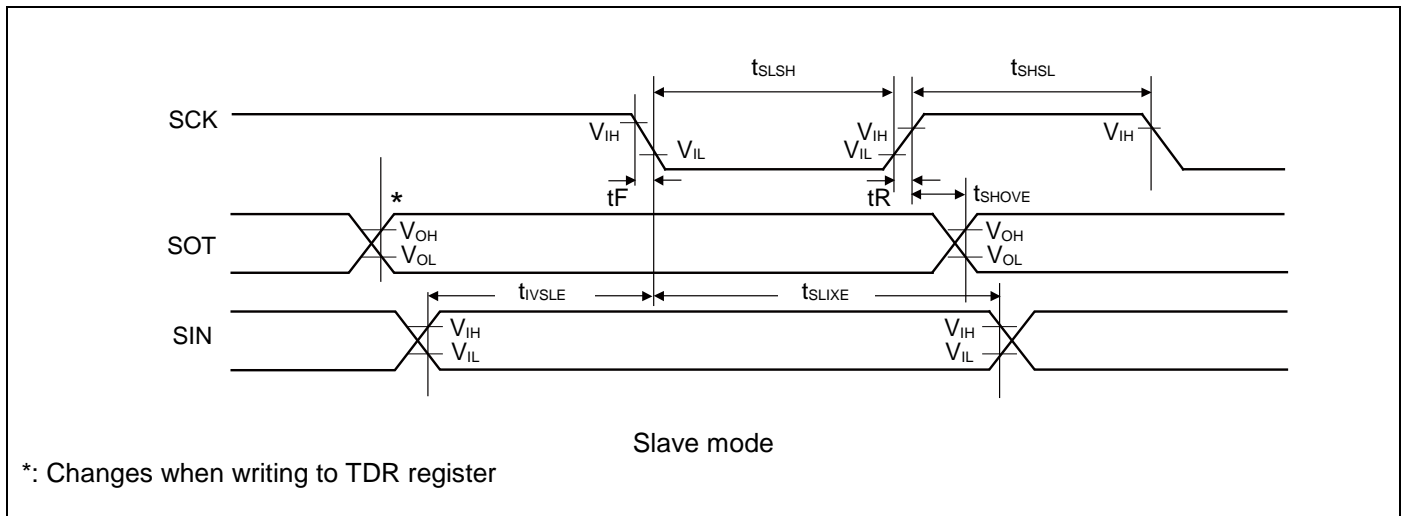 tSLSH tSHSL
SCK VIH VIL VIH VIL VIH
tF tR tSHOVE
*
SOT VOH VOL VOH VOL
tIVSLE tSLIXE
SIN VIH VIL VIH VIL
Slave mode
*: Changes when writing to TDR register